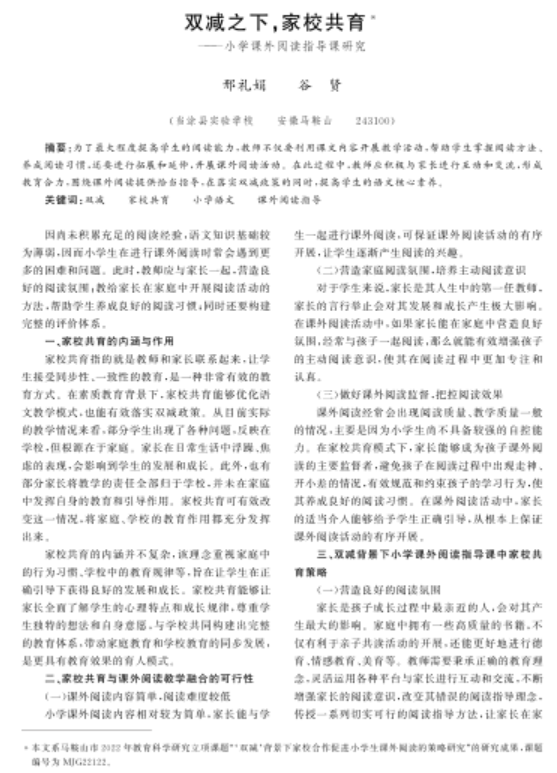 双减之下,家校共育*
——小学课外阅读指导课研究
邢礼娟 谷 贤
(当涂县实验学校 安徽马鞍山 243100)
摘要:为了最大程度提高学生的阅读能力,教师不仅要利用课文内容开展教学活动,帮助学生掌握阅读方法、
养成阅读习惯,还要进行拓展和延伸,开展课外阅读活动。在此过程中,教师应积极与家长进行互动和交流,形成
教育合力,围绕课外阅读提供恰当指导,在落实双减政策的同时,提高学生的语文核心素养。
关键词:双减 家校共育 小学语文 课外阅读指导
因尚未积累充足的阅读经验,语文知识基础较
为薄弱,因而小学生在进行课外阅读时常会遇到更
多的困难和问题。此时,教师应与家长一起,营造良
好的阅读氛围;教给家长在家庭中开展阅读活动的
方法,帮助学生养成良好的阅读习惯;同时还要构建
完整的评价体系。
一、家校共育的内涵与作用
家校共育指的就是教师和家长联系起来,让学
生接受同步性、一致性的教育,是一种非常有效的教
育方式。在素质教育背景下,家校共育能够优化语
文教学模式,也能有效落实双减政策。从目前实际
的教学情况来看,部分学生出现了各种问题,反映在
学校,但根源在于家庭。家长在日常生活中浮躁、焦
虑的表现,会影响到学生的发展和成长。此外,也有
部分家长将教学的责任全部归于学校,并未在家庭
中发挥自身的教育和引导作用。家校共育可有效改
变这一情况,将家庭、学校的教育作用都充分发挥
出来。
家校共育的内涵并不复杂,该理念重视家庭中
的行为习惯、学校中的教育规律等,旨在让学生在正
确引导下获得良好的发展和成长。家校共育能够让
家长全面了解学生的心理特点和成长规律,尊重学
生独特的想法和自身意愿,与学校共同构建出完整
的教育体系,带动家庭教育和学校教育的同步发展,
是更具有教育效果的育人模式。
二、家校共育与课外阅读教学融合的可行性
(一)课外阅读内容简单,阅读难度较低
小学课外阅读内容相对较为简单,家长能与学
生一起进行课外阅读,可保证课外阅读活动的有序
开展,让学生逐渐产生阅读的兴趣。
(二)营造家庭阅读氛围,培养主动阅读意识
对于学生来说,家长是其人生中的第一任教师,
家长的言行举止会对其发展和成长产生极大影响。
在课外阅读活动中,如果家长能在家庭中营造良好
氛围,经常与孩子一起阅读,那么就能有效增强孩子
的主动阅读意识,使其在阅读过程中更加专注和
认真。
(三)做好课外阅读监督,把控阅读效果
课外阅读经常会出现阅读质量、教学质量一般
的情况,主要是因为小学生尚不具备较强的自控能
力。在家校共育模式下,家长能够成为孩子课外阅
读的主要监督者,避免孩子在阅读过程中出现走神、
开小差的情况,有效规范和约束孩子的学习行为,使
其养成良好的阅读习惯。在课外阅读活动中,家长
的适当介入能够给予学生正确引导,从根本上保证
课外阅读活动的有序开展。
三、双减背景下小学课外阅读指导课中家校共
育策略
(一)营造良好的阅读氛围
家长是孩子成长过程中最亲近的人,会对其产
生最大的影响。家庭中拥有一些高质量的书籍,不
仅有利于亲子共读活动的开展,还能更好地进行德
育、情感教育、美育等。教师需要秉承正确的教育理
念,灵活运用各种平台与家长进行互动和交流,不断
增强家长的阅读意识,改变其错误的阅读指导理念,
传授一系列切实可行的阅读指导方法,让家长在家
*本文系马鞍山市2022年教育科学研究立项课题“‘双减’背景下家校合作促进小学生课外阅读的策略研究”的研究成果,课题
编号为MJG22122。